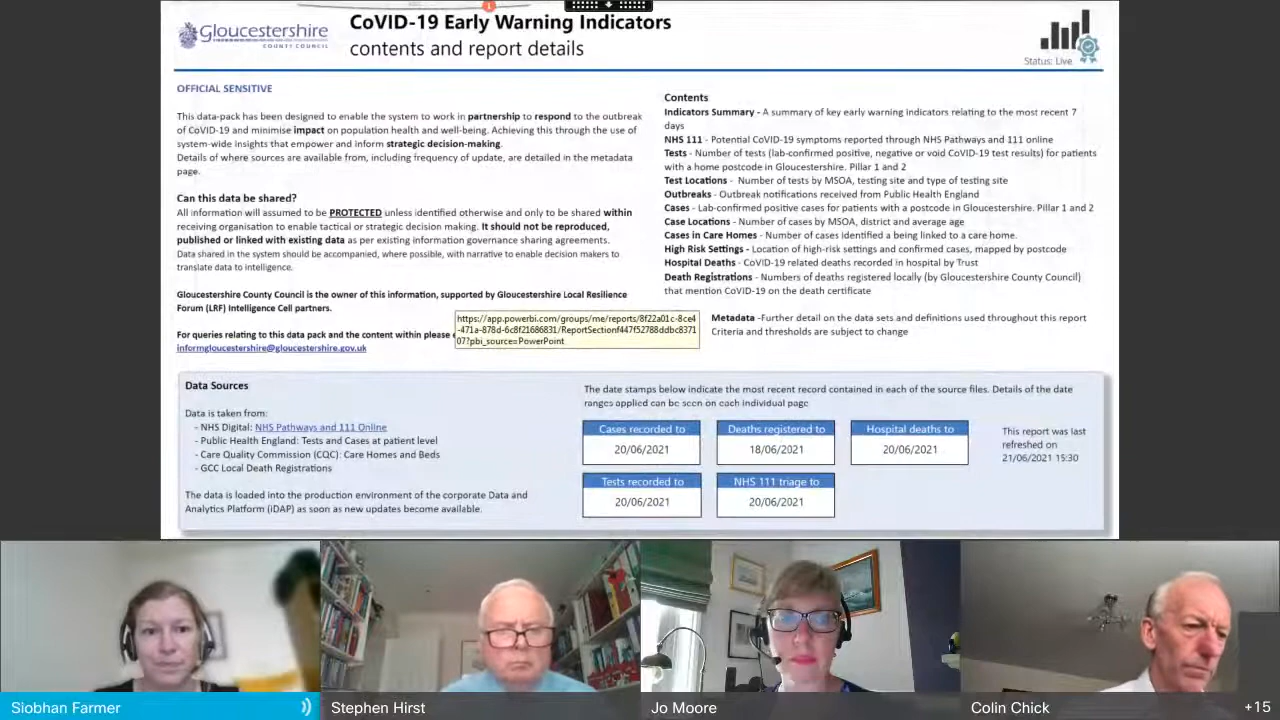 1
Gloucestershire
COUNTY COUNCIL
CoVID-19 Early Warning Indicators
contents and report details
Status: Live.
OFFICIAL SENSITIVE
This data-pack has been designed to enable the system to work in partnership to respond to the outbreak
of CoVID-19 and minimise impact on population health and well-being. Achieving this through the use of
system-wide insights that empower and inform strategic decision-making.
Details of where sources are available from, including frequency of update, are detailed in the metadata
page.
Can this data be shared?
All information will assumed to be PROTECTED unless identified otherwise and only to be shared within
receiving organisation to enable tactical or strategic decision making. It should not be reproduced,
published or linked with existing data as per existing information governance sharing agreements.
Data shared in the system should be accompanied, where possible, with narrative to enable decision makers to
translate data to intelligence.
Gloucestershire County Council is the owner of this information, supported by Gloucestershire Local Resilience
Forum (LRF) Intelligence Cell partners.
For queries relating to this data pack and the content within please
informgloucestershire@gloucestershire.gov.uk
https://app.powerbi.com/groups/me/reports/8f22a01c-8ce4
-471a-878d-6c8f21686831/ReportSectionf447f52788ddbc8371
07?pbi_source=PowerPoint
Contents
Indicators Summary - A summary of key early warning indicators relating to the most recent 7
days
NHS 111 - Potential CoVID-19 symptoms reported through NHS Pathways and 111 online
Tests - Number of tests (lab-confirmed positive, negative or void CoVID-19 test results) for patients
with a home postcode in Gloucestershire. Pillar 1 and 2
Test Locations - Number of tests by MSOA, testing site and type of testing site
Outbreaks - Outbreak notifications received from Public Health England
Cases - Lab-confirmed positive cases for patients with a postcode in Gloucestershire. Pillar 1 and 2
Case Locations - Number of cases by MSOA, district and average age
Cases in Care Homes - Number of cases identified a being linked to a care home.
High Risk Settings - Location of high-risk settings and confirmed cases, mapped by postcode
Hospital Deaths - CoVID-19 related deaths recorded in hospital by Trust
Death Registrations - Numbers of deaths registered locally (by Gloucestershire County Council)
that mention CoVID-19 on the death certificate
Metadata -Further detail on the data sets and definitions used throughout this report
Criteria and thresholds are subject to change
Data Sources
Data is taken from:
- NHS Digital: NHS Pathways and 111 Online
- Public Health England: Tests and Cases at patient level
- Care Quality Commission (CQC): Care Homes and Beds
- GCC Local Death Registrations
The data is loaded into the production environment of the corporate Data and
Analytics Platform (iDAP) as soon as new updates become available.
The date stamps below indicate the most recent record contained in each of the source files. Details of the date
ranges applied can be seen on each individual page
Cases recorded to
20/06/2021
Deaths registered to
18/06/2021
Hospital deaths to
20/06/2021
Tests recorded to
20/06/2021
NHS 111 triage to
20/06/2021
This report was last
refreshed on
21/06/2021 15:30
Siobhan Farmer
Stephen Hirst
Jo Moore
Colin Chick
+15